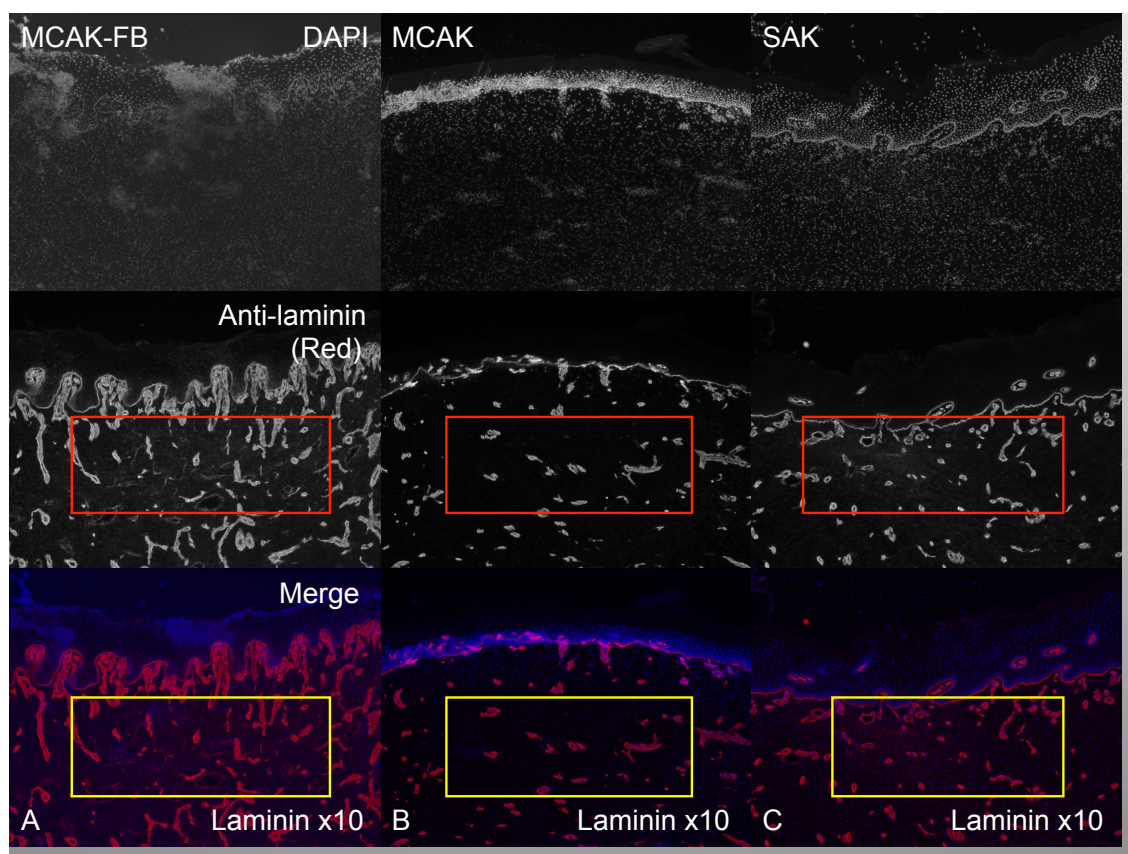 MCAK-FB DAPI MCAK SAK
Anti-laminin
(Red)
Merge
A Laminin x10 B Laminin x10 C Laminin x10